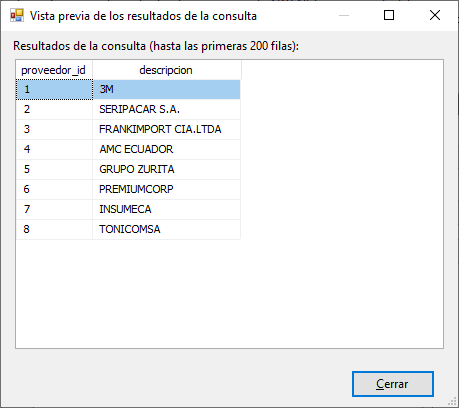 Vista previa de los resultados de la consulta
Resultados de la consulta (hasta las primeras 200 filas):
proveedor_id descripcion
1 3M
2 SERIPACAR S.A.
3 FRANKIMPORT CIA.LTDA
4 AMC ECUADOR
5 GRUPO ZURITA
6 PREMIUMCORP
7 INSUMECA
8 TONICOMSA
Cerrar